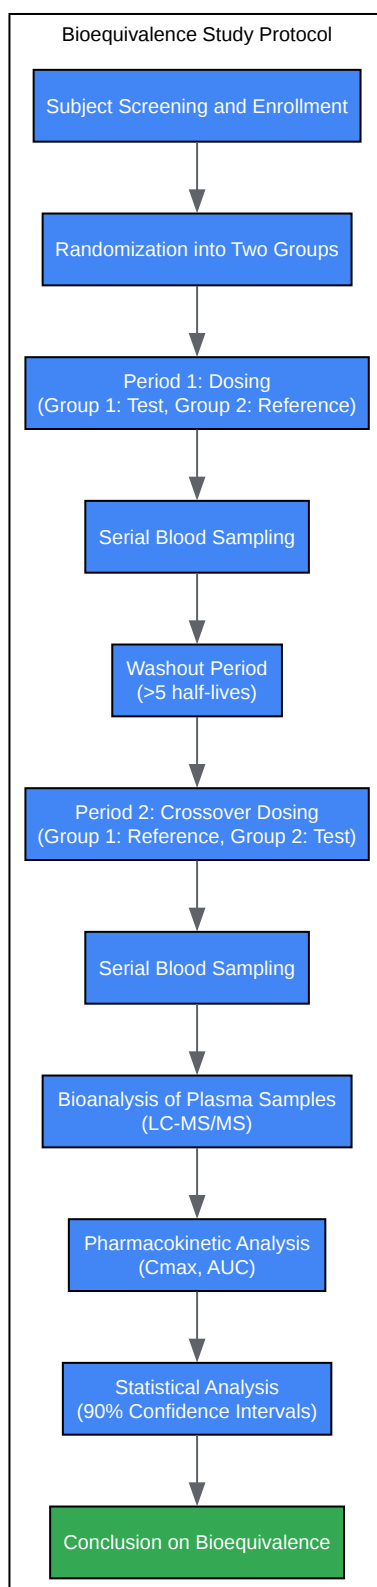 Bioequivalence Study Protocol
Subject Screening and Enrollment
Randomization into Two Groups
Period 1: Dosing
(Group 1: Test, Group 2: Reference)
Serial Blood Sampling
Washout Period
(>5 half-lives)
Period 2: Crossover Dosing
(Group 1: Reference, Group 2: Test)
Serial Blood Sampling
Bioanalysis of Plasma Samples
(LC-MS/MS)
Pharmacokinetic Analysis
(Cmax, AUC)
Statistical Analysis
(90% Confidence Intervals)
Conclusion on Bioequivalence